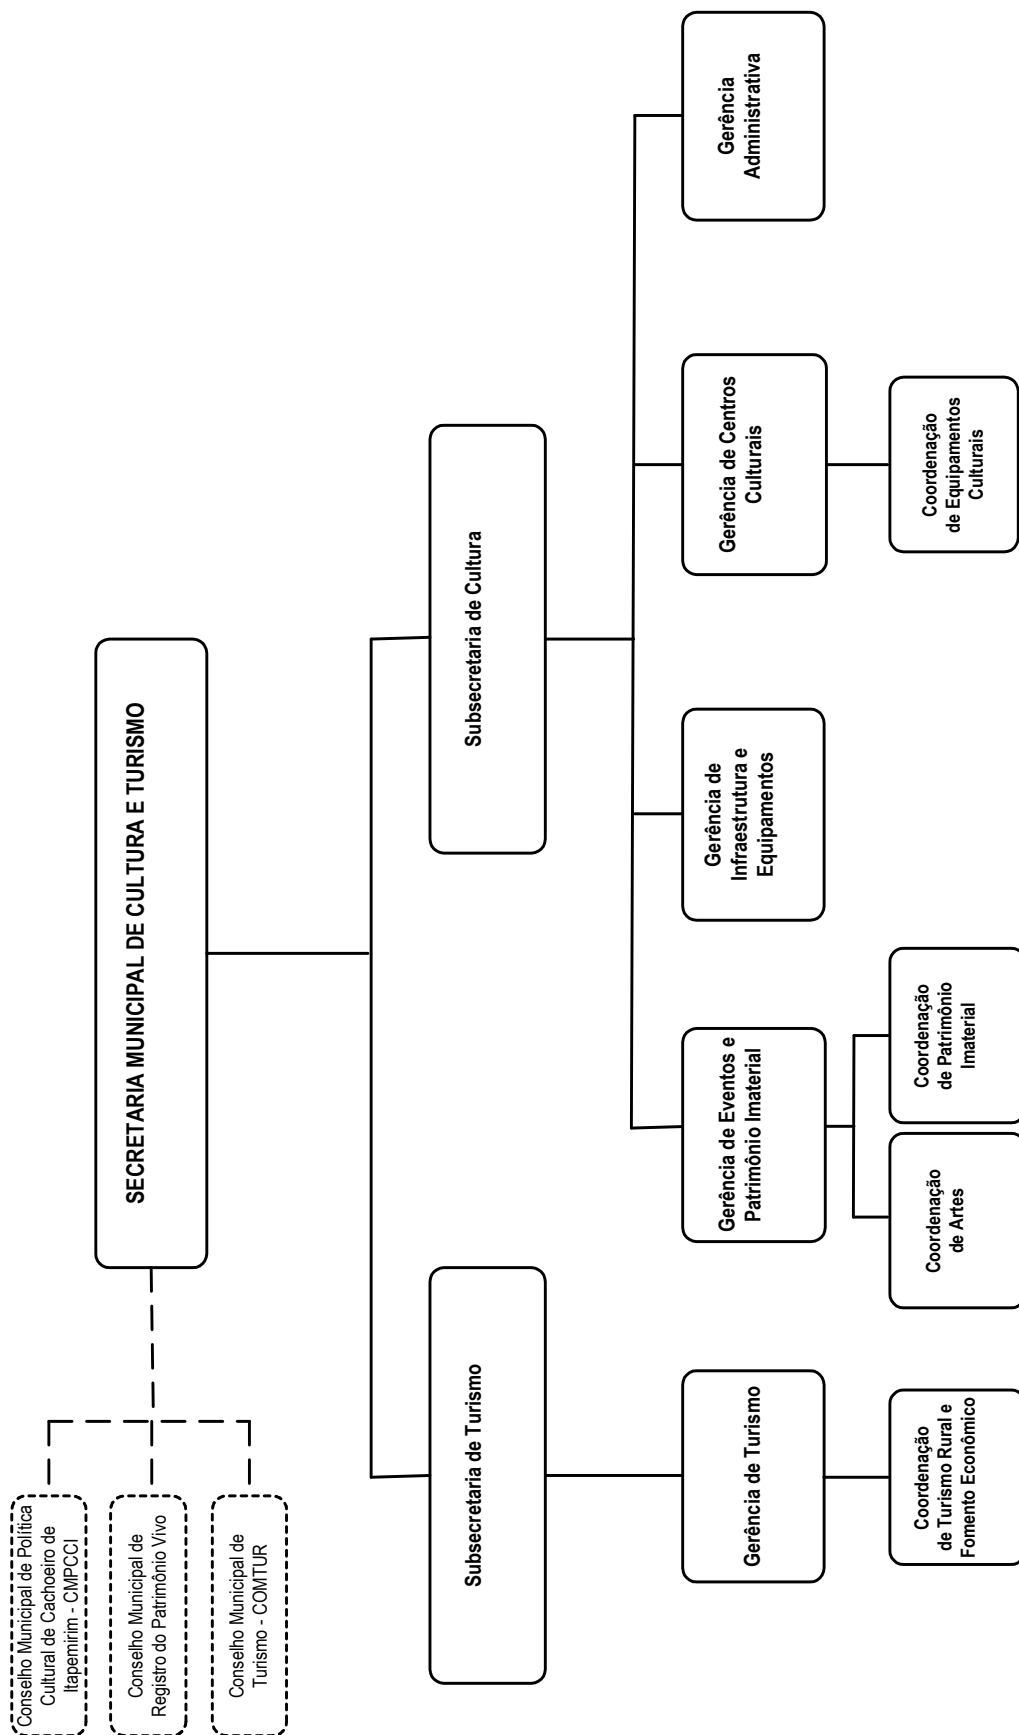 Conselho Municipal de Política
Cultural de Cachoeiro de
Itapemirim - CMPCCI
Conselho Municipal de
Registro do Patrimônio Vivo
Conselho Municipal de
Turismo - COMTUR
SECRETARIA MUNICIPAL DE CULTURA E TURISMO
Subsecretaria de Turismo
Subsecretaria de Cultura
Gerência de Turismo
Gerência de Eventos e
Patrimônio Imaterial
Gerência de
Infraestrutura e
Equipamentos
Gerência de Centros
Culturais
Gerência
Administrativa
Coordenação
de Turismo Rural e
Fomento Econômico
Coordenação
de Artes
Coordenação
de Patrimônio
Imaterial
Coordenação
de Equipamentos
Culturais